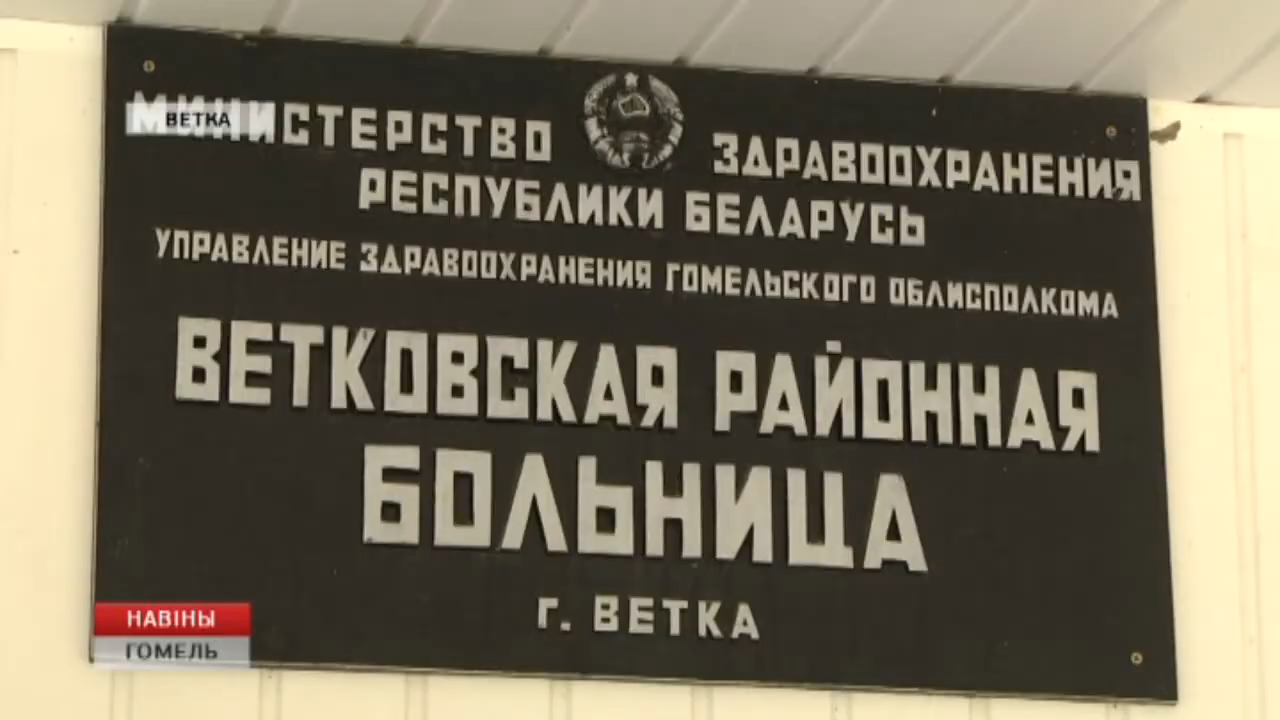 ВЕТКА
МИНИСТЕРСТВО ЗДРАВООХРАНЕНИЯ
РЕСПУБЛИКИ БЕЛАРУСЬ
УПРАВЛЕНИЕ ЗДРАВООХРАНЕНИЯ ГОМЕЛЬСКОГО ОБЛИСПОЛКОМА
ВЕТКОВСКАЯ РАЙОННАЯ
БОЛЬНИЦА
г. ВЕТКА
НАВІНЫ
ГОМЕЛЬ